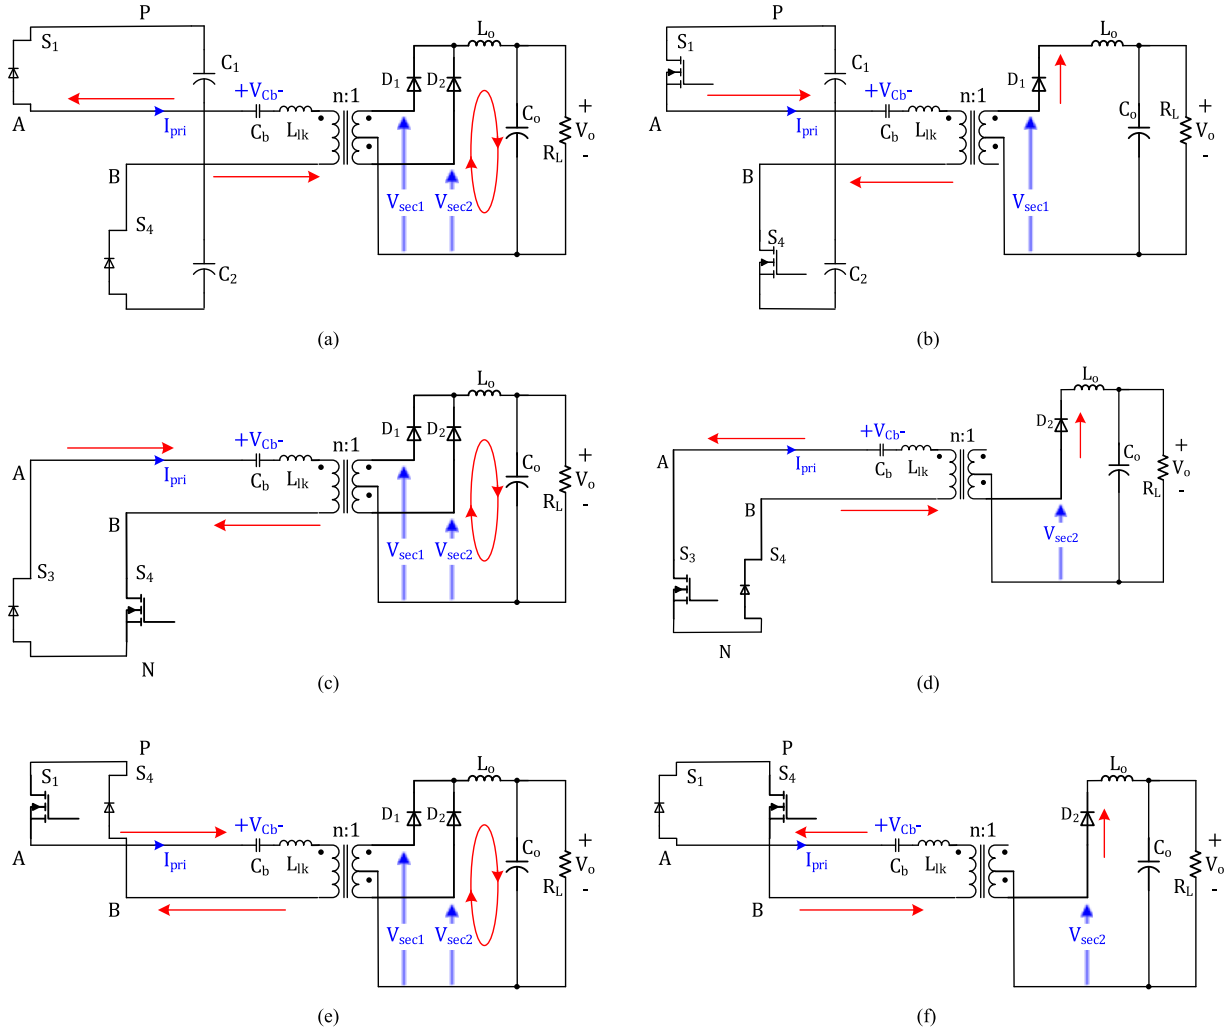 P
S1
C1
+VCb-
A
Ipri
Cb
Llk
n:1
D1
D2
Lo
Co
RL
+
Vo
-
B
S4
C2
Vsec1
Vsec2
(a)
P
S1
C1
+VCb-
A
Ipri
Cb
Llk
n:1
D1
Lo
Co
RL
+
Vo
-
B
S4
C2
Vsec1
(b)
+VCb-
A
Ipri
Cb
Llk
n:1
D1
D2
Lo
Co
RL
+
Vo
-
B
S3
S4
N
Vsec1
Vsec2
(c)
+VCb-
A
Ipri
Cb
Llk
n:1
D2
Lo
Co
RL
+
Vo
-
B
S3
S4
N
Vsec2
(d)
P
S1
S4
+VCb-
A
Ipri
Cb
Llk
n:1
D1
D2
Lo
Co
RL
+
Vo
-
B
Vsec1
Vsec2
(e)
P
S1
S4
+VCb-
A
Ipri
Cb
Llk
n:1
D2
Lo
Co
RL
+
Vo
-
B
Vsec2
(f)